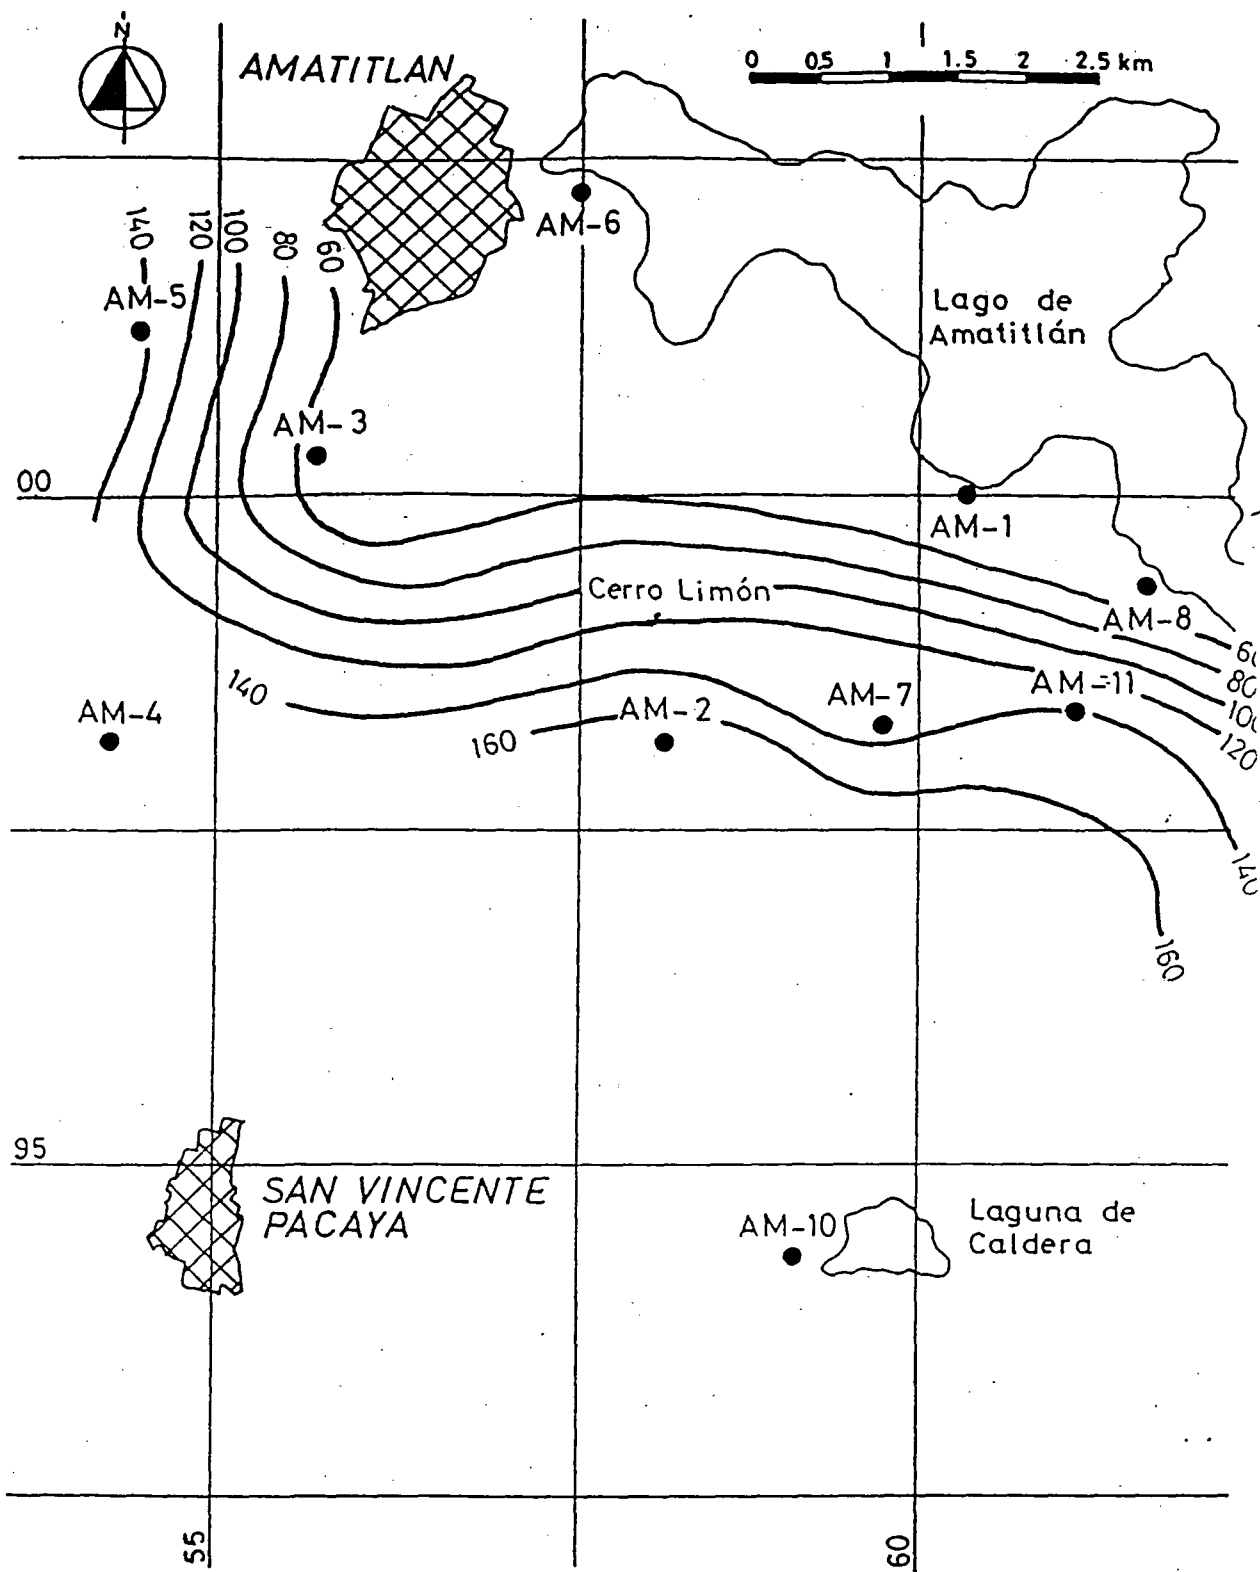 N
AMATITLAN
0 0.5 1 1.5 2 2.5 km
140
120
100
80
60
AM-6
AM-5
Lago de
Amatitlán
AM-3
00
AM-1
Cerro Limón
AM-8
60
80
100
120
140
AM-11
AM-7
AM-2
AM-4
160
140
160
95
SAN VINCENTE
PACAYA
AM-10
Laguna de
Caldera
55
60